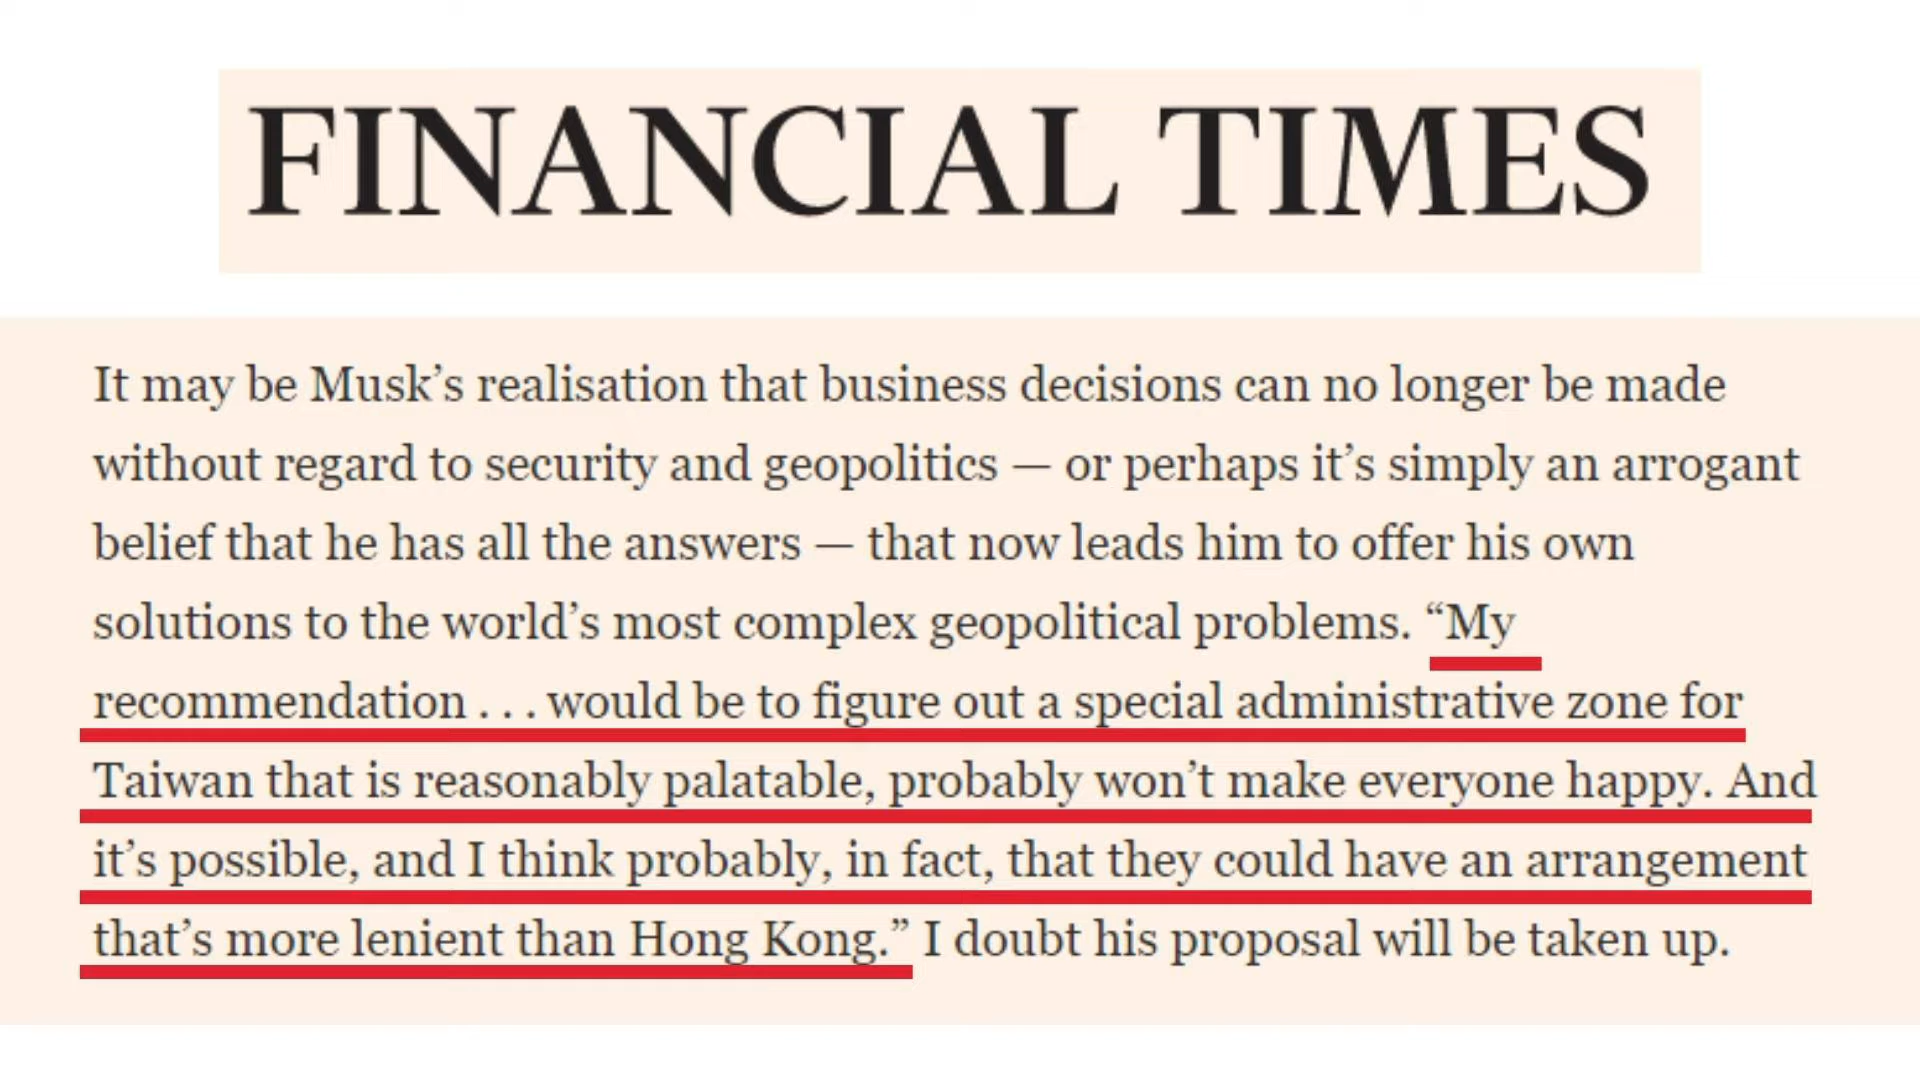 FINANCIAL TIMES
It may be Musk’s realisation that business decisions can no longer be made
without regard to security and geopolitics — or perhaps it’s simply an arrogant
belief that he has all the answers — that now leads him to offer his own
solutions to the world’s most complex geopolitical problems. “My
recommendation . . . would be to figure out a special administrative zone for
Taiwan that is reasonably palatable, probably won’t make everyone happy. And
it’s possible, and I think probably, in fact, that they could have an arrangement
that’s more lenient than Hong Kong.” I doubt his proposal will be taken up.